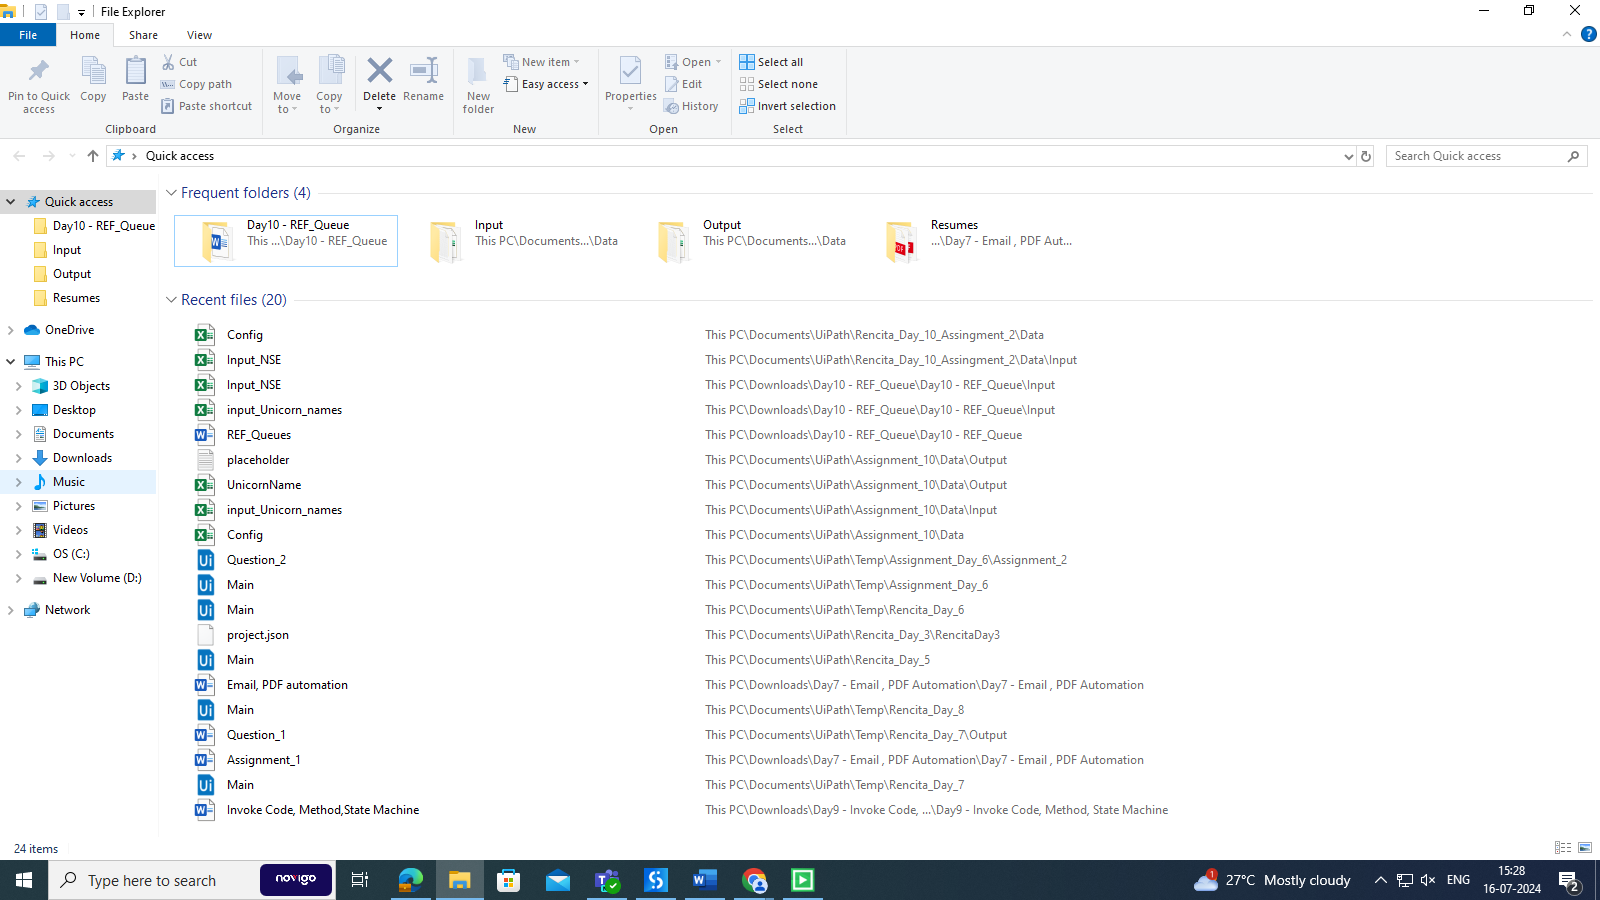 File Explorer
File
Home
Share
View
Pin to Quick access
Copy
Paste
Cut
Copy path
Paste shortcut
Clipboard
Move to
Copy to
Delete
Rename
Organize
New folder
New item
Easy access
New
Properties
Open
Edit
History
Open
Select all
Select none
Invert selection
Select
Quick access
Search Quick access
Quick access
Day10 - REF_Queue
Input
Output
Resumes
OneDrive
This PC
3D Objects
Desktop
Documents
Downloads
Music
Pictures
Videos
OS (C:)
New Volume (D:)
Network
Frequent folders (4)
Day10 - REF_Queue
This ...\Day10 - REF_Queue
Input
This PC\Documents...\Data
Output
This PC\Documents...\Data
Resumes
...\Day7 - Email , PDF Aut...
Recent files (20)
Config This PC\Documents\UiPath\Rencita_Day_10_Assingment_2\Data
Input_NSE This PC\Documents\UiPath\Rencita_Day_10_Assingment_2\Data\Input
Input_NSE This PC\Downloads\Day10 - REF_Queue\Day10 - REF_Queue\Input
input_Unicorn_names This PC\Downloads\Day10 - REF_Queue\Day10 - REF_Queue\Input
REF_Queues This PC\Downloads\Day10 - REF_Queue\Day10 - REF_Queue
placeholder This PC\Documents\UiPath\Assignment_10\Data\Output
UnicornName This PC\Documents\UiPath\Assignment_10\Data\Output
input_Unicorn_names This PC\Documents\UiPath\Assignment_10\Data\Input
Config This PC\Documents\UiPath\Assignment_10\Data
Question_2 This PC\Documents\UiPath\Temp\Assignment_Day_6\Assignment_2
Main This PC\Documents\UiPath\Temp\Assignment_Day_6
Main This PC\Documents\UiPath\Temp\Rencita_Day_6
project.json This PC\Documents\UiPath\Rencita_Day_3\RencitaDay3
Main This PC\Documents\UiPath\Rencita_Day_5
Email, PDF automation This PC\Downloads\Day7 - Email , PDF Automation\Day7 - Email , PDF Automation
Main This PC\Documents\UiPath\Temp\Rencita_Day_8
Question_1 This PC\Documents\UiPath\Temp\Rencita_Day_7\Output
Assignment_1 This PC\Downloads\Day7 - Email , PDF Automation\Day7 - Email , PDF Automation
Main This PC\Documents\UiPath\Temp\Rencita_Day_7
Invoke Code, Method,State Machine This PC\Downloads\Day9 - Invoke Code, ...\Day9 - Invoke Code, Method, State Machine
24 items
Type here to search
novigo
1
27°C Mostly cloudy
ENG
15:28
16-07-2024
2